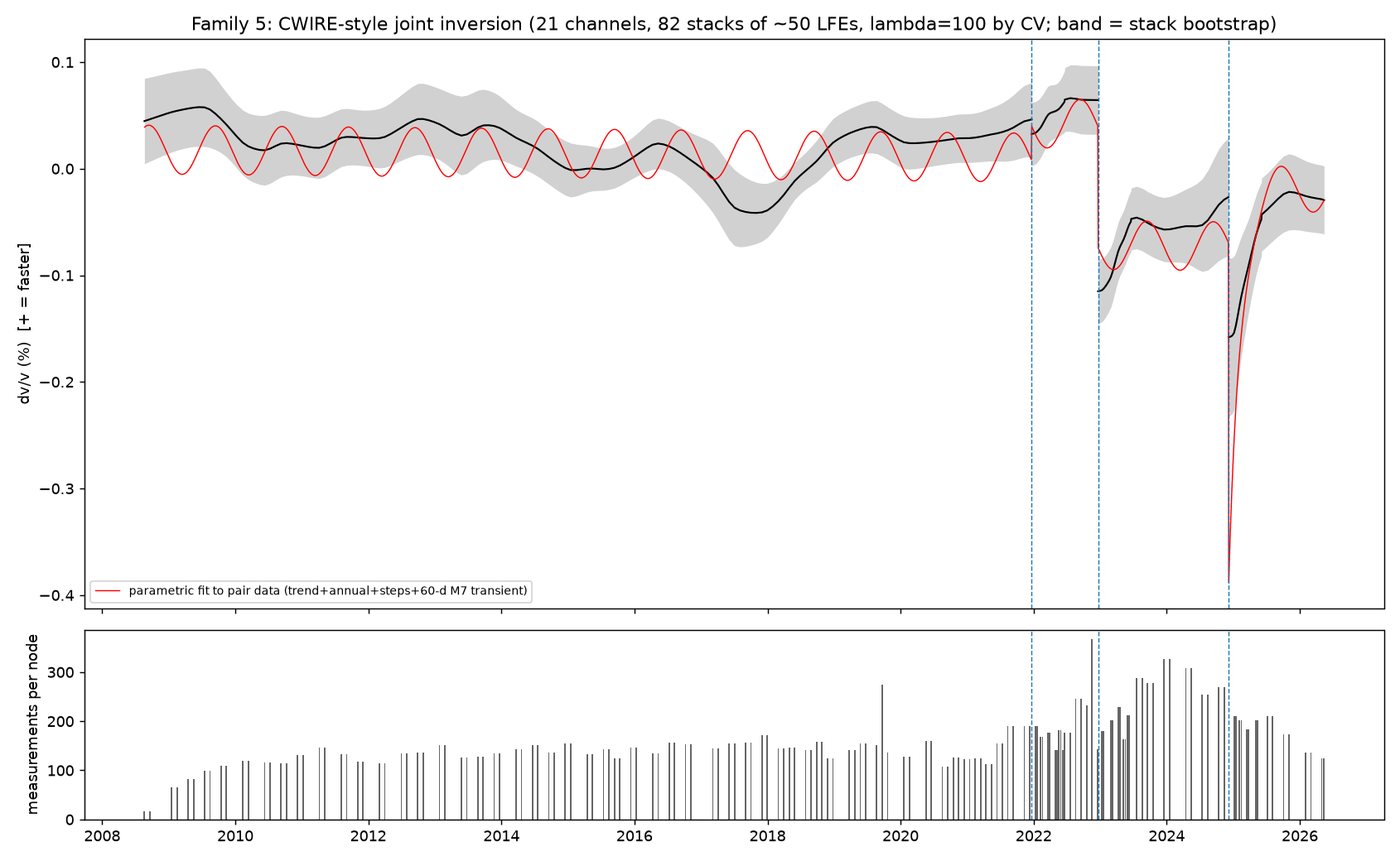 Family 5: CWIRE-style joint inversion (21 channels, 82 stacks of ~50 LFEs, lambda=100 by CV; band = stack bootstrap)
dv/v (%)  [+ = faster]
0.1
0.0
−0.1
−0.2
−0.3
−0.4
parametric fit to pair data (trend+annual+steps+60-d M7 transient)
measurements per node
300
200
100
0
2008 2010 2012 2014 2016 2018 2020 2022 2024 2026